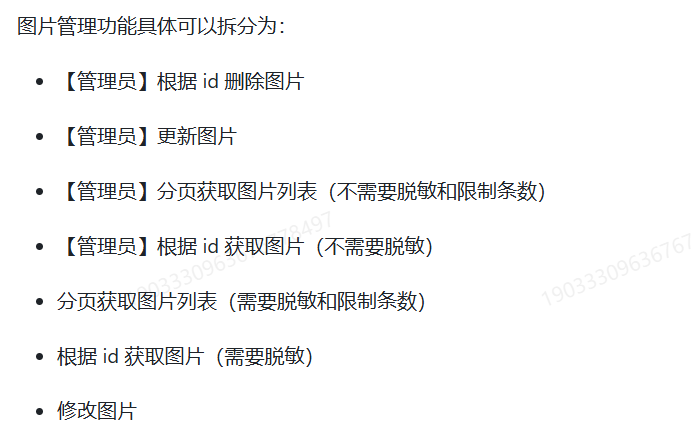 图片管理功能具体可以拆分为：
【管理员】根据 id 删除图片
【管理员】更新图片
【管理员】分页获取图片列表（不需要脱敏和限制条数）
【管理员】根据 id 获取图片（不需要脱敏）
分页获取图片列表（需要脱敏和限制条数）
根据 id 获取图片（需要脱敏）
修改图片